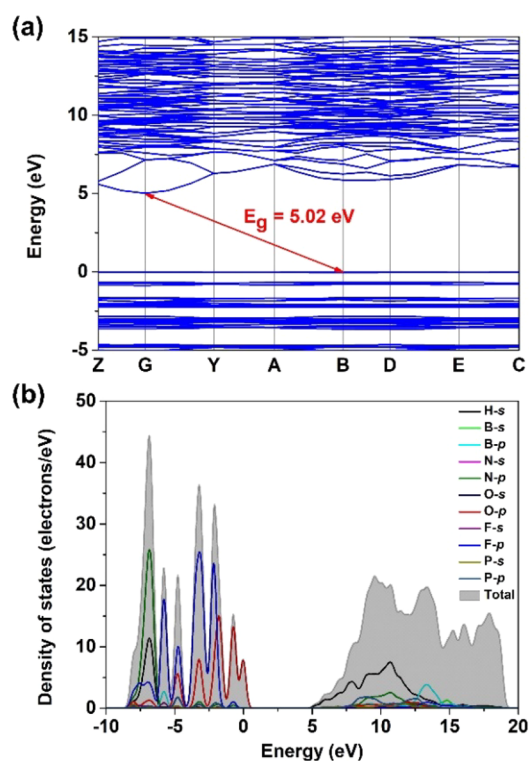 (a)
15
10
5
0
-5
Energy (eV)
E_g = 5.02 eV
Z G Y A B D E C
(b)
50
40
30
20
10
0
Density of states (electrons/eV)
H-s
B-s
B-p
N-s
N-p
O-s
O-p
F-s
F-p
P-s
P-p
Total
-10 -5 0 5 10 15 20
Energy (eV)